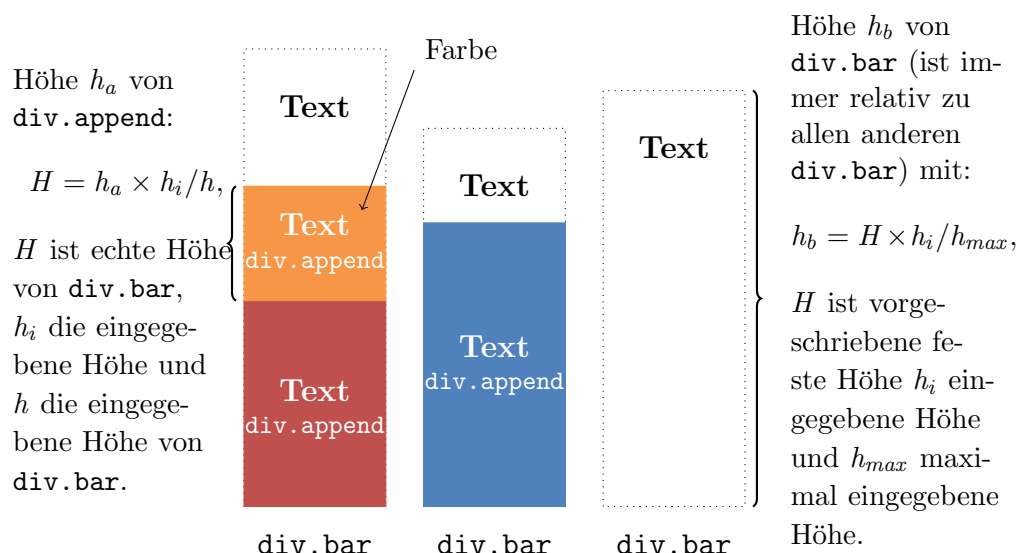 Höhe h_a von
div.append:
H = h_a × h_i/h,
H ist echte Höhe
von div.bar,
h_i die eingege-
bene Höhe und
h die eingege-
bene Höhe von
div.bar.
Farbe
Text
Text
div.append
Text
div.append
div.bar
Text
Text
div.append
div.bar
Text
div.bar
Höhe h_b von
div.bar (ist im-
mer relativ zu
allen anderen
div.bar) mit:
h_b = H × h_i/h_{max},
H ist vorge-
schriebene fe-
ste Höhe h_i ein-
gegebene Höhe
und h_{max} maxi-
mal eingegebene
Höhe.